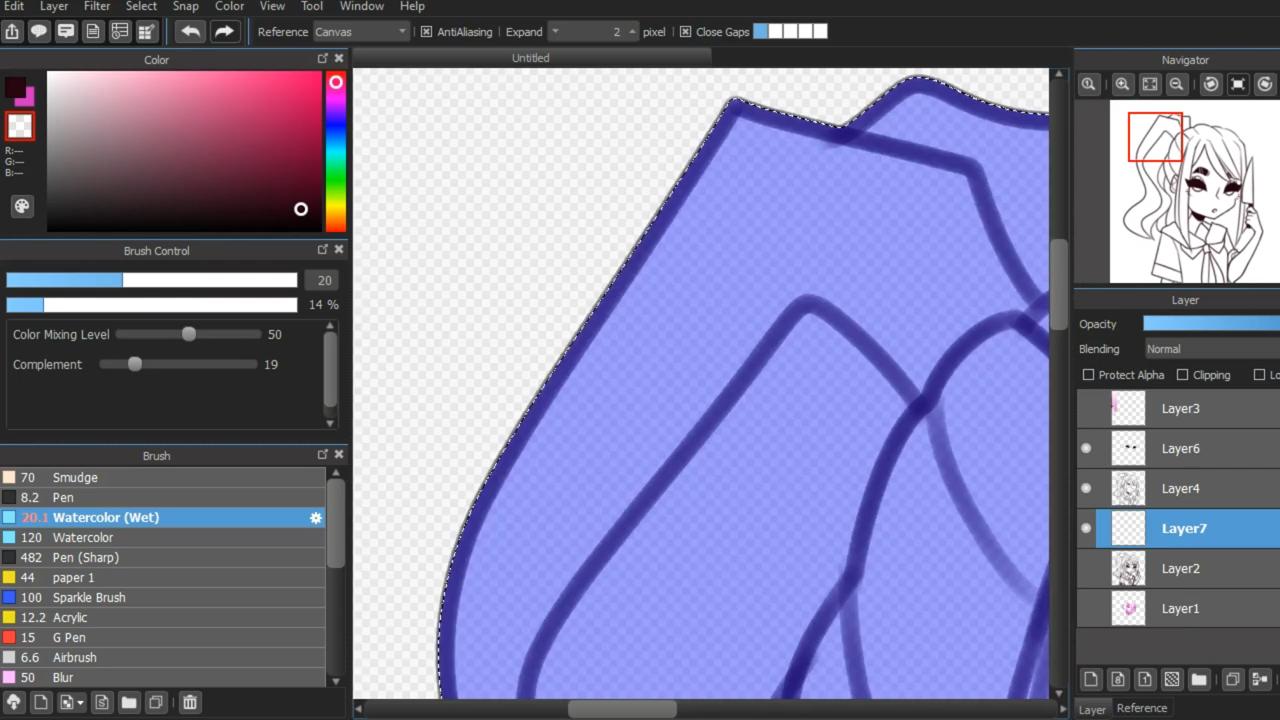 Edit Layer Filter Select Snap Color View Tool Window Help
Reference Canvas AntiAliasing Expand 2 pixel Close Gaps
Color
Untitled
Navigator
R:---
G:---
B:---
Brush Control
20
14 %
Color Mixing Level 50
Complement 19
Brush
70 Smudge
8.2 Pen
20.1 Watercolor (Wet)
120 Watercolor
482 Pen (Sharp)
44 paper 1
100 Sparkle Brush
12.2 Acrylic
15 G Pen
6.6 Airbrush
50 Blur
Layer
Opacity
Blending Normal
Protect Alpha Clipping Lo
Layer3
Layer6
Layer4
Layer7
Layer2
Layer1
Layer Reference